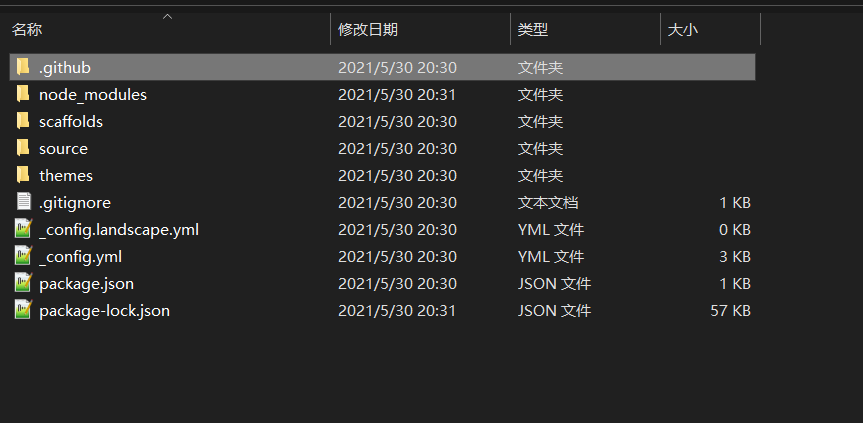 名称 修改日期 类型 大小
.github 2021/5/30 20:30 文件夹
node_modules 2021/5/30 20:31 文件夹
scaffolds 2021/5/30 20:30 文件夹
source 2021/5/30 20:30 文件夹
themes 2021/5/30 20:30 文件夹
.gitignore 2021/5/30 20:30 文本文档 1 KB
_config.landscape.yml 2021/5/30 20:30 YML 文件 0 KB
_config.yml 2021/5/30 20:30 YML 文件 3 KB
package.json 2021/5/30 20:30 JSON 文件 1 KB
package-lock.json 2021/5/30 20:31 JSON 文件 57 KB